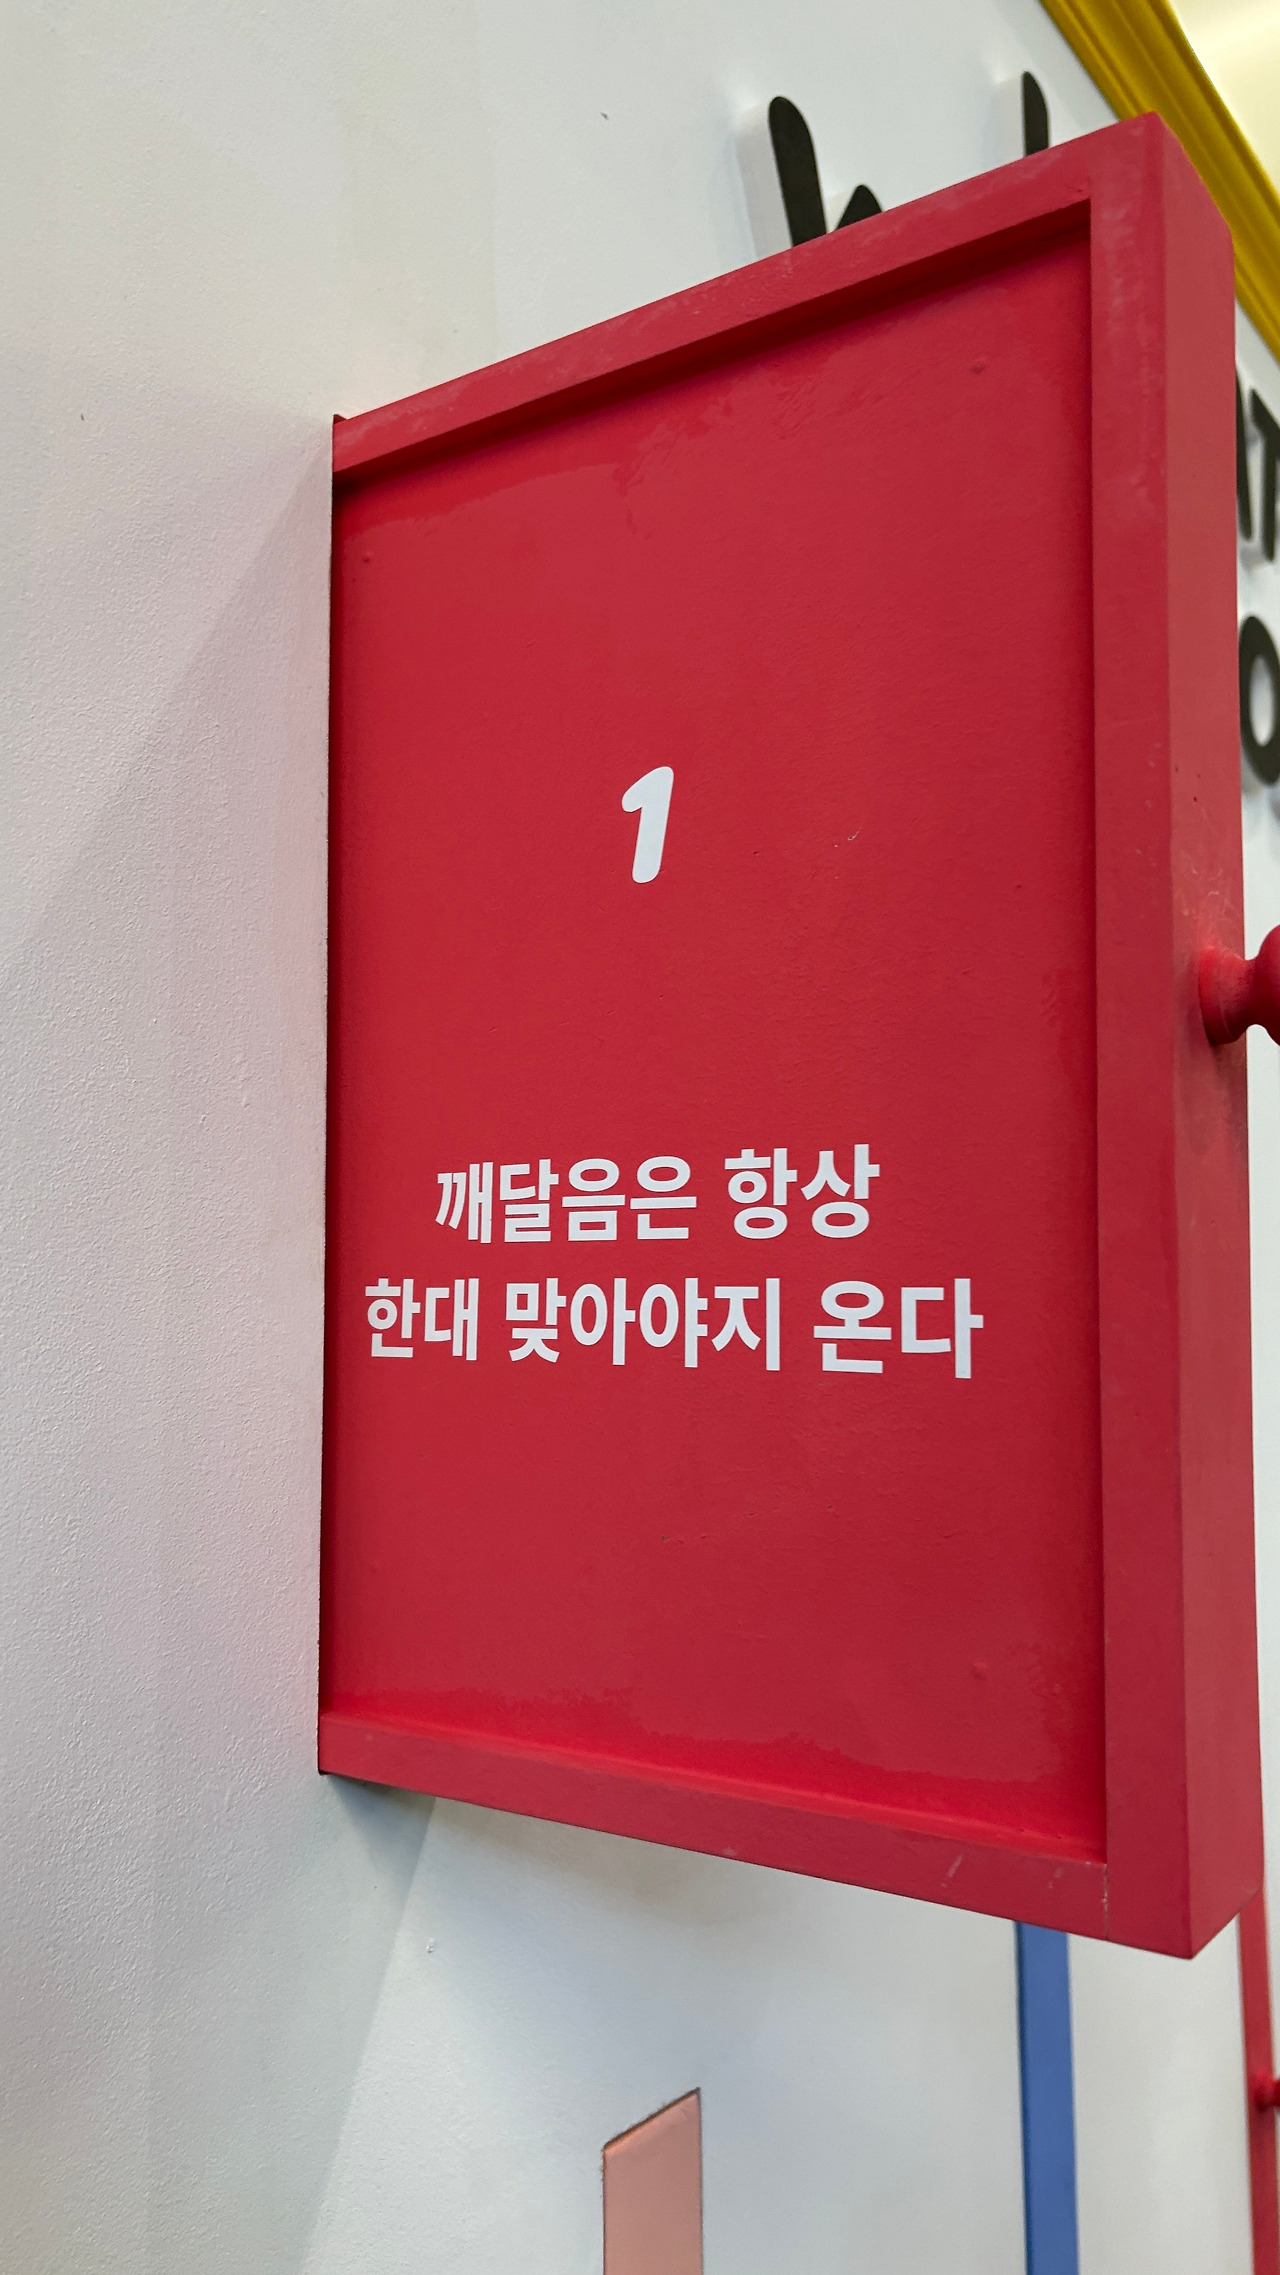 1
깨달음은 항상
한대 맞아야지 온다